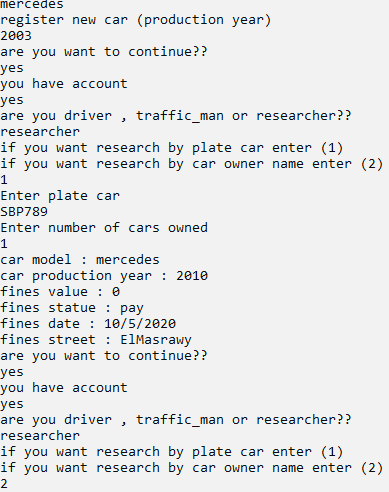 mercedes
register new car (production year)
2003
are you want to continue??
yes
you have account
yes
are you driver , traffic_man or researcher??
researcher
if you want research by plate car enter (1)
if you want research by car owner name enter (2)
1
Enter plate car
SBP789
Enter number of cars owned
1
car model : mercedes
car production year : 2010
fines value : 0
fines statue : pay
fines date : 10/5/2020
fines street : ElMasrawy
are you want to continue??
yes
you have account
yes
are you driver , traffic_man or researcher??
researcher
if you want research by plate car enter (1)
if you want research by car owner name enter (2)
2